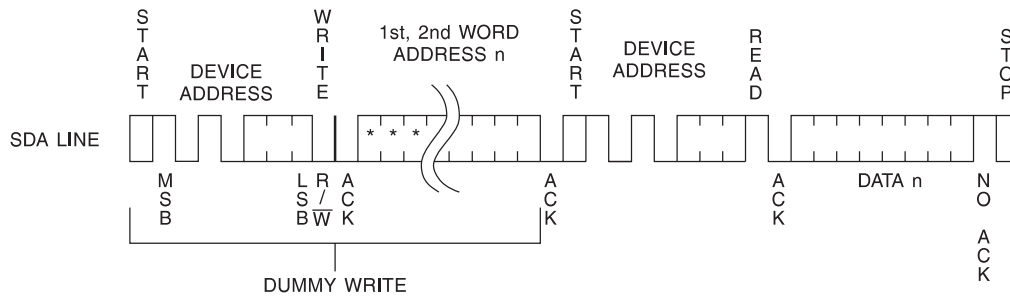 START
WRITE
1st, 2nd WORD
ADDRESS n
START
READ
STOP
DEVICE
ADDRESS
DEVICE
ADDRESS
SDA LINE
* * *
MSB
LSB
R/W
ACK
ACK
ACK
DATA n
NO ACK
DUMMY WRITE